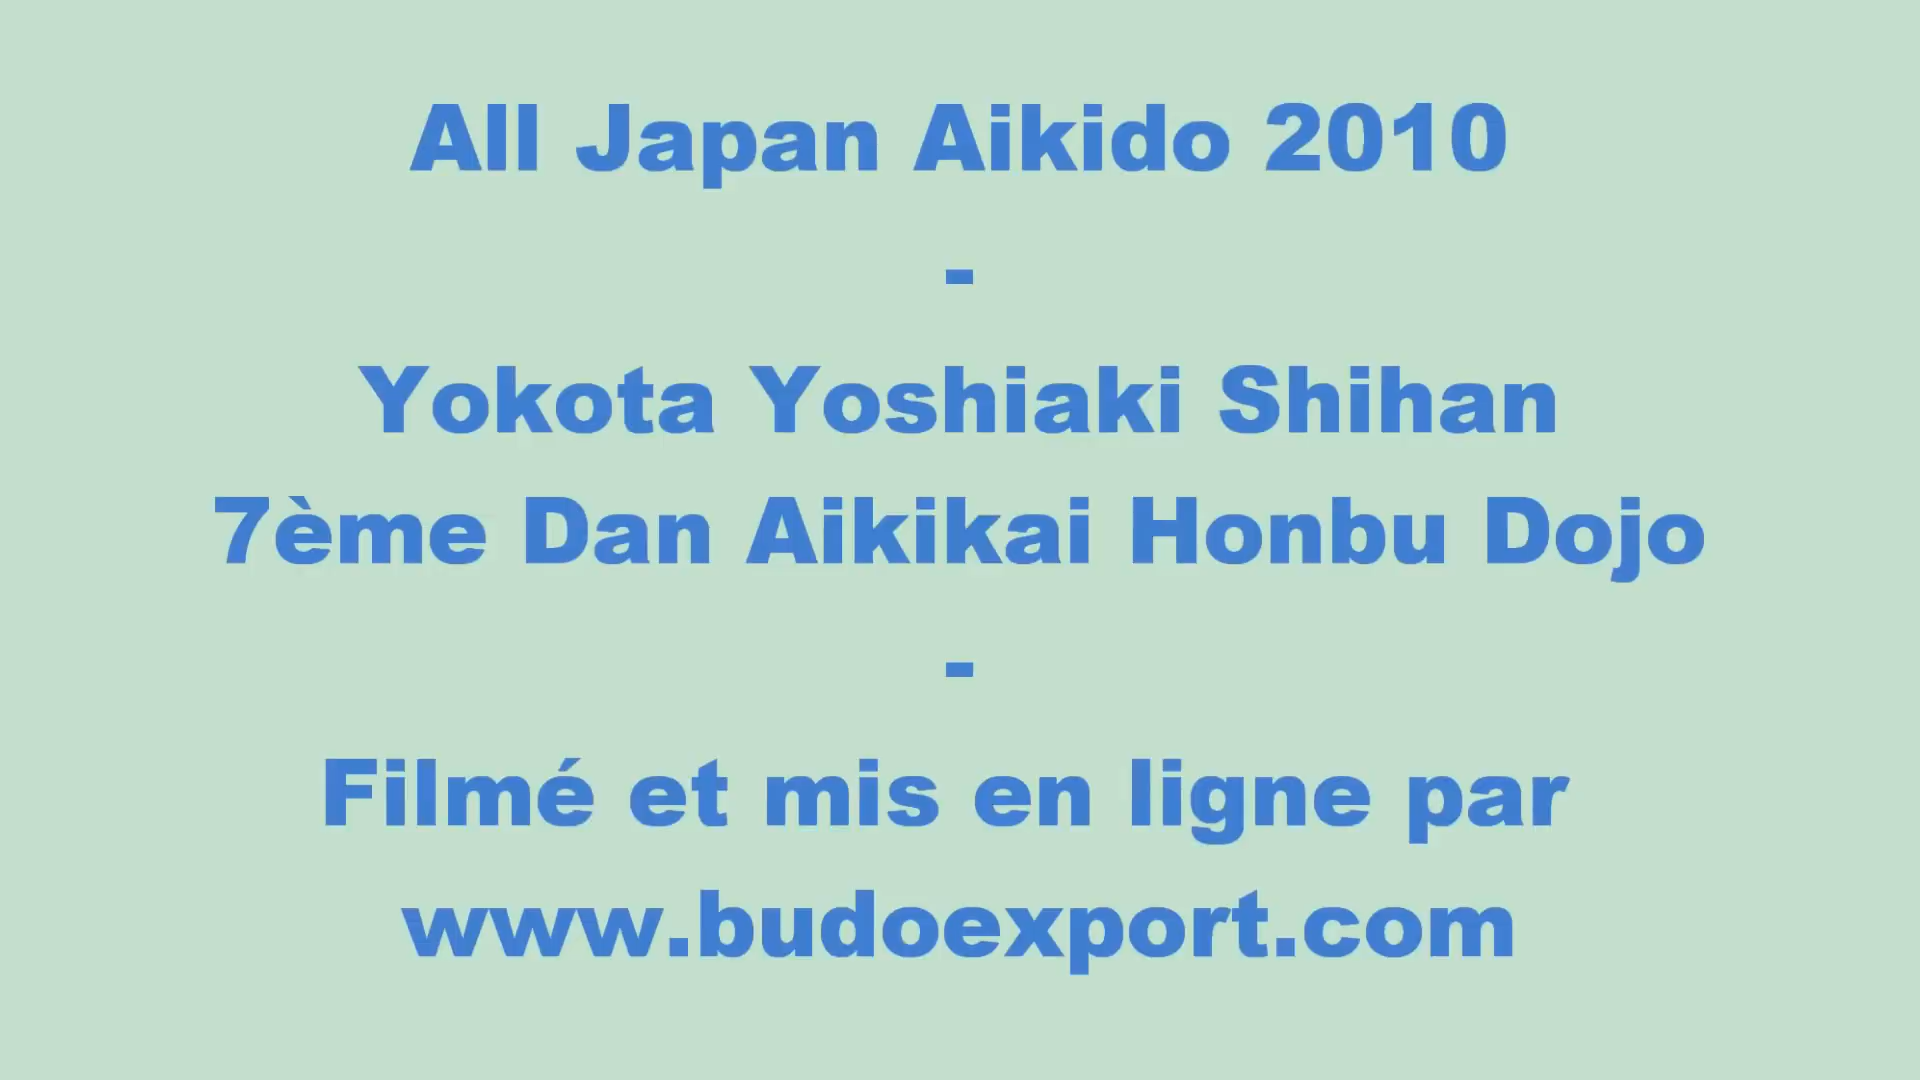 All Japan Aikido 2010
-
Yokota Yoshiaki Shihan
7ème Dan Aikikai Honbu Dojo
-
Filmé et mis en ligne par
www.budoexport.com